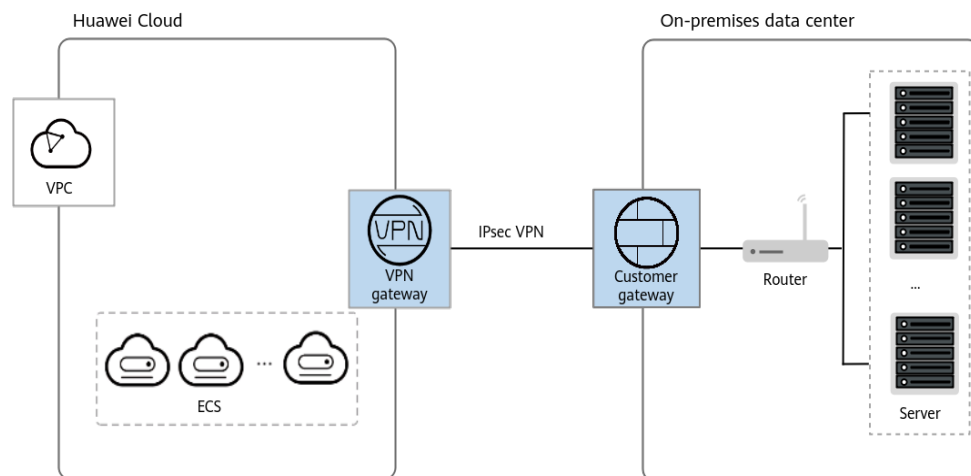 Huawei Cloud
On-premises data center
VPC
VPN
VPN
gateway
IPsec VPN
Customer
gateway
Router
...
ECS
...
Server